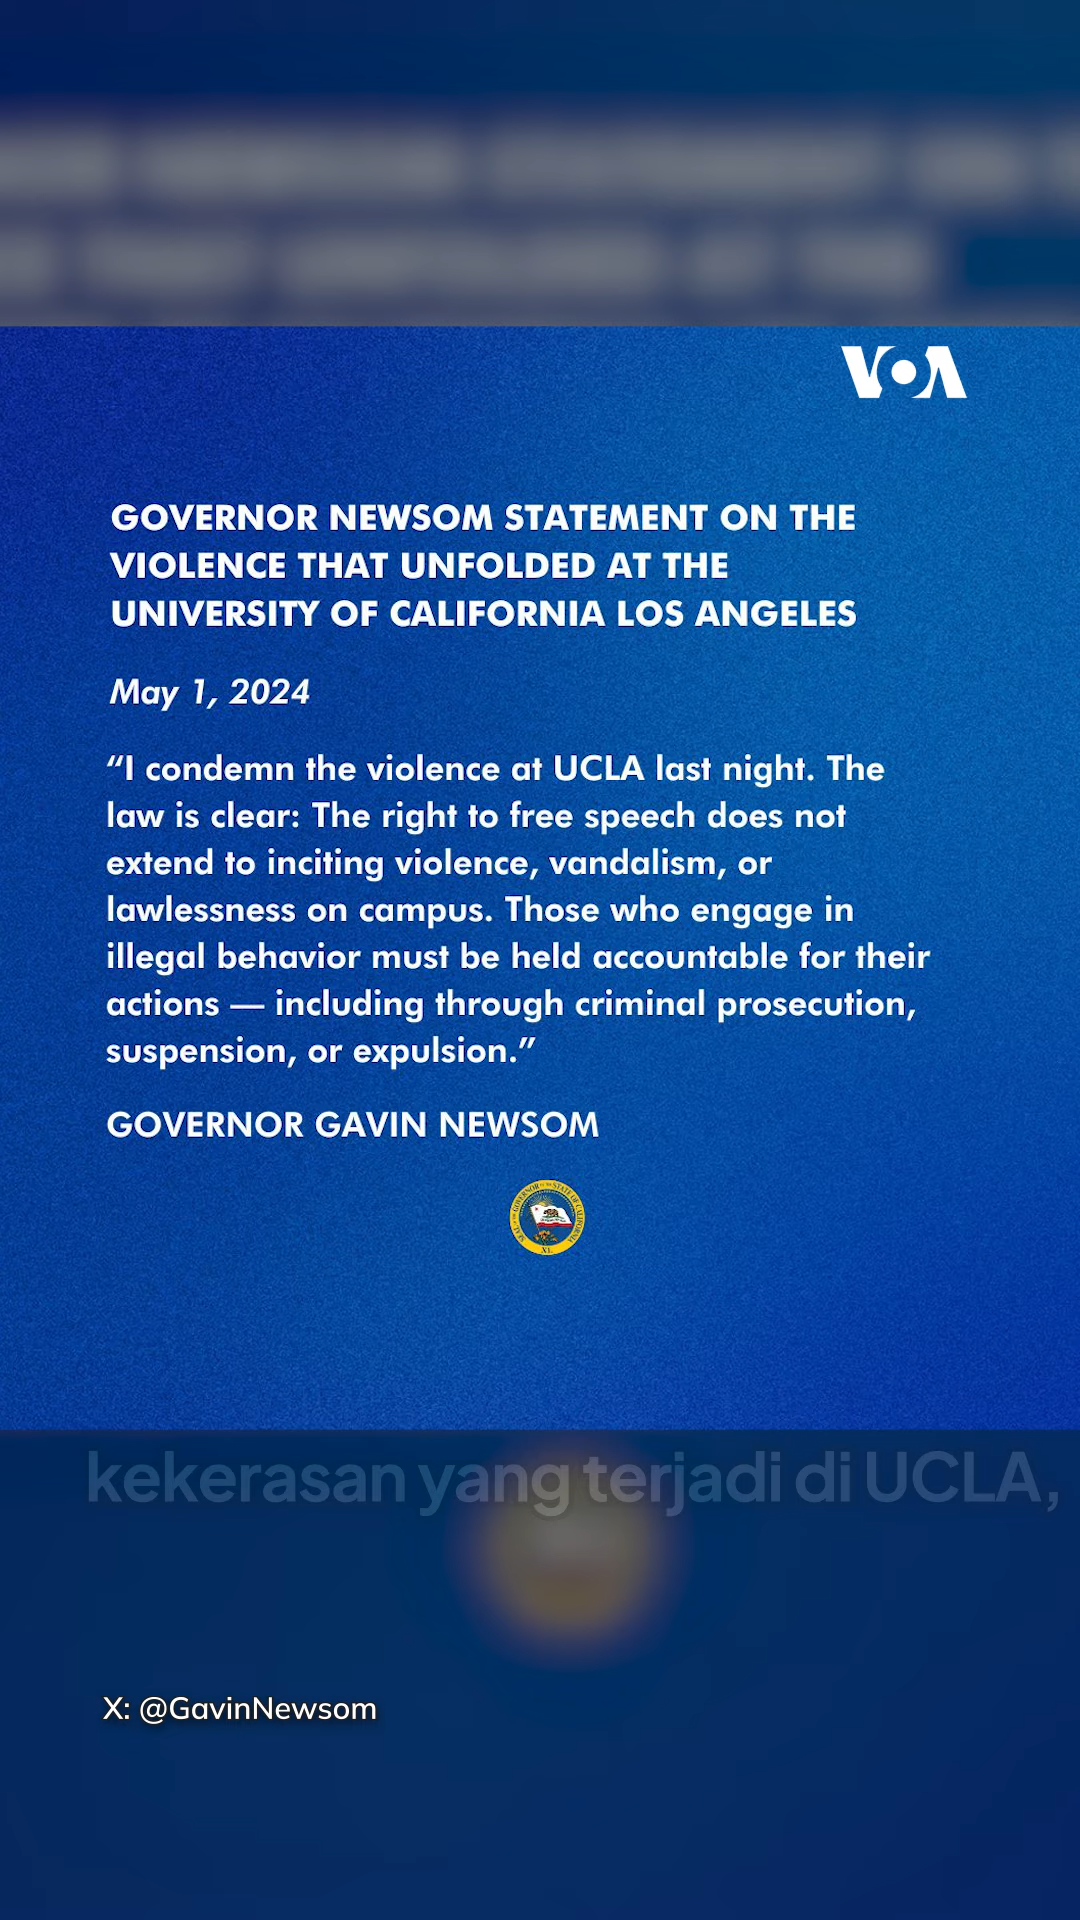 VOA
GOVERNOR NEWSOM STATEMENT ON THE
VIOLENCE THAT UNFOLDED AT THE
UNIVERSITY OF CALIFORNIA LOS ANGELES
May 1, 2024
“I condemn the violence at UCLA last night. The
law is clear: The right to free speech does not
extend to inciting violence, vandalism, or
lawlessness on campus. Those who engage in
illegal behavior must be held accountable for their
actions — including through criminal prosecution,
suspension, or expulsion.”
GOVERNOR GAVIN NEWSOM
kekerasan yang terjadi di UCLA,
X: @GavinNewsom